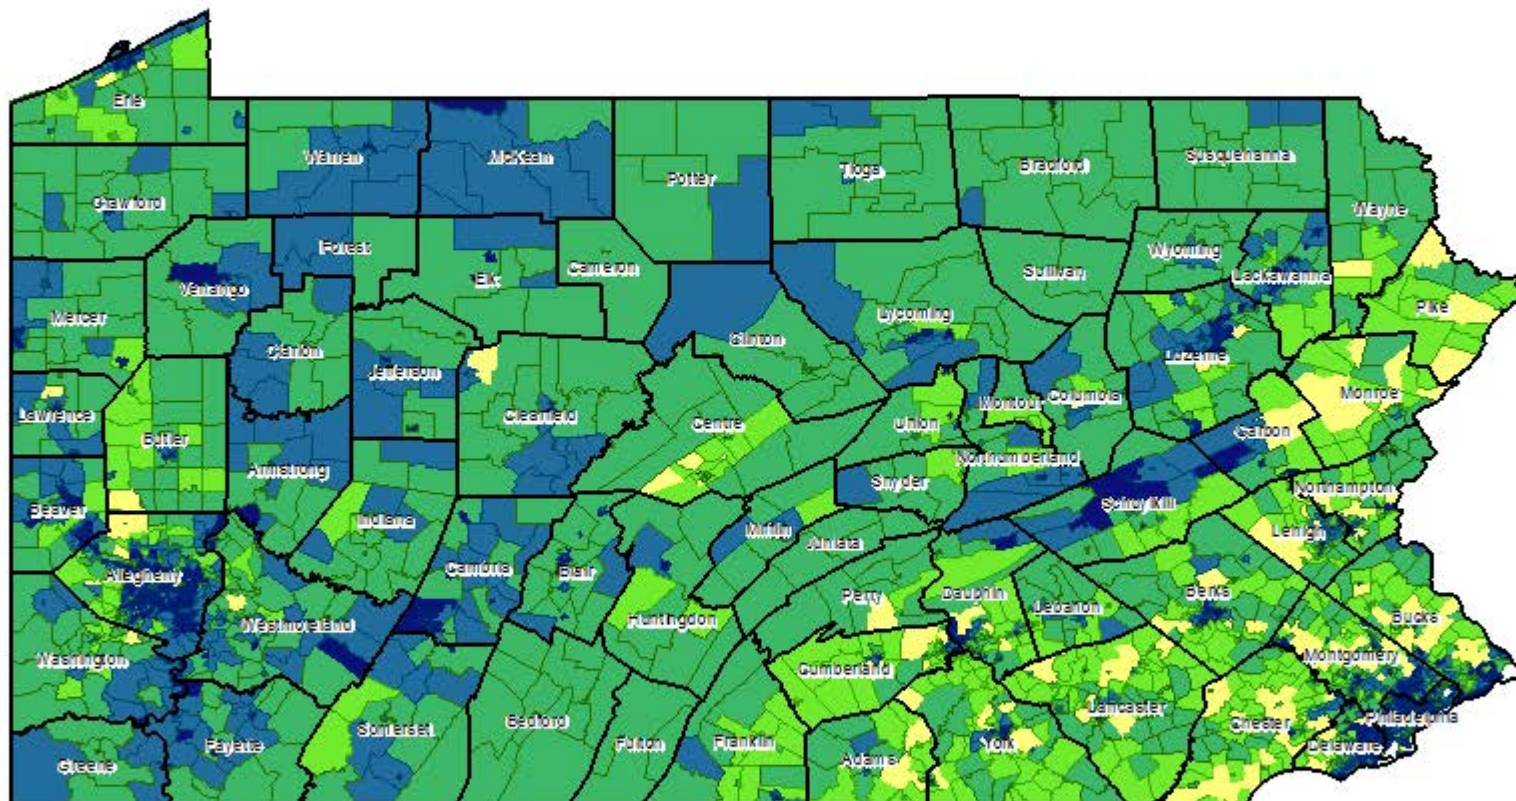 Erie
Warren
McKean
Potter
Tioga
Bradford
Susquehanna
Wayne
Crawford
Forest
Elk
Cameron
Wyoming
Lackawanna
Sullivan
Venango
Mercer
Clarion
Jefferson
Clinton
Lycoming
Pike
Luzerne
Monroe
Lawrence
Butler
Clearfield
Centre
Union
Montour
Columbia
Carbon
Armstrong
Northumberland
Snyder
Schuylkill
Northampton
Beaver
Indiana
Mifflin
Juniata
Lehigh
Allegheny
Cambria
Blair
Perry
Dauphin
Lebanon
Berks
Bucks
Westmoreland
Huntingdon
Washington
Cumberland
Montgomery
Lancaster
Chester
Philadelphia
Delaware
Somerset
Bedford
Fulton
Franklin
Adams
York
Fayette
Greene